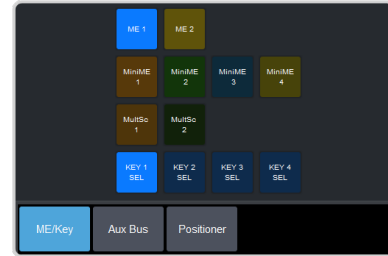 ME 1 ME 2
MiniME MiniME MiniME MiniME
1 2 3 4
MultSc MultSc
1 2
KEY 1 KEY 2 KEY 3 KEY 4
SEL SEL SEL SEL
ME/Key Aux Bus Positioner